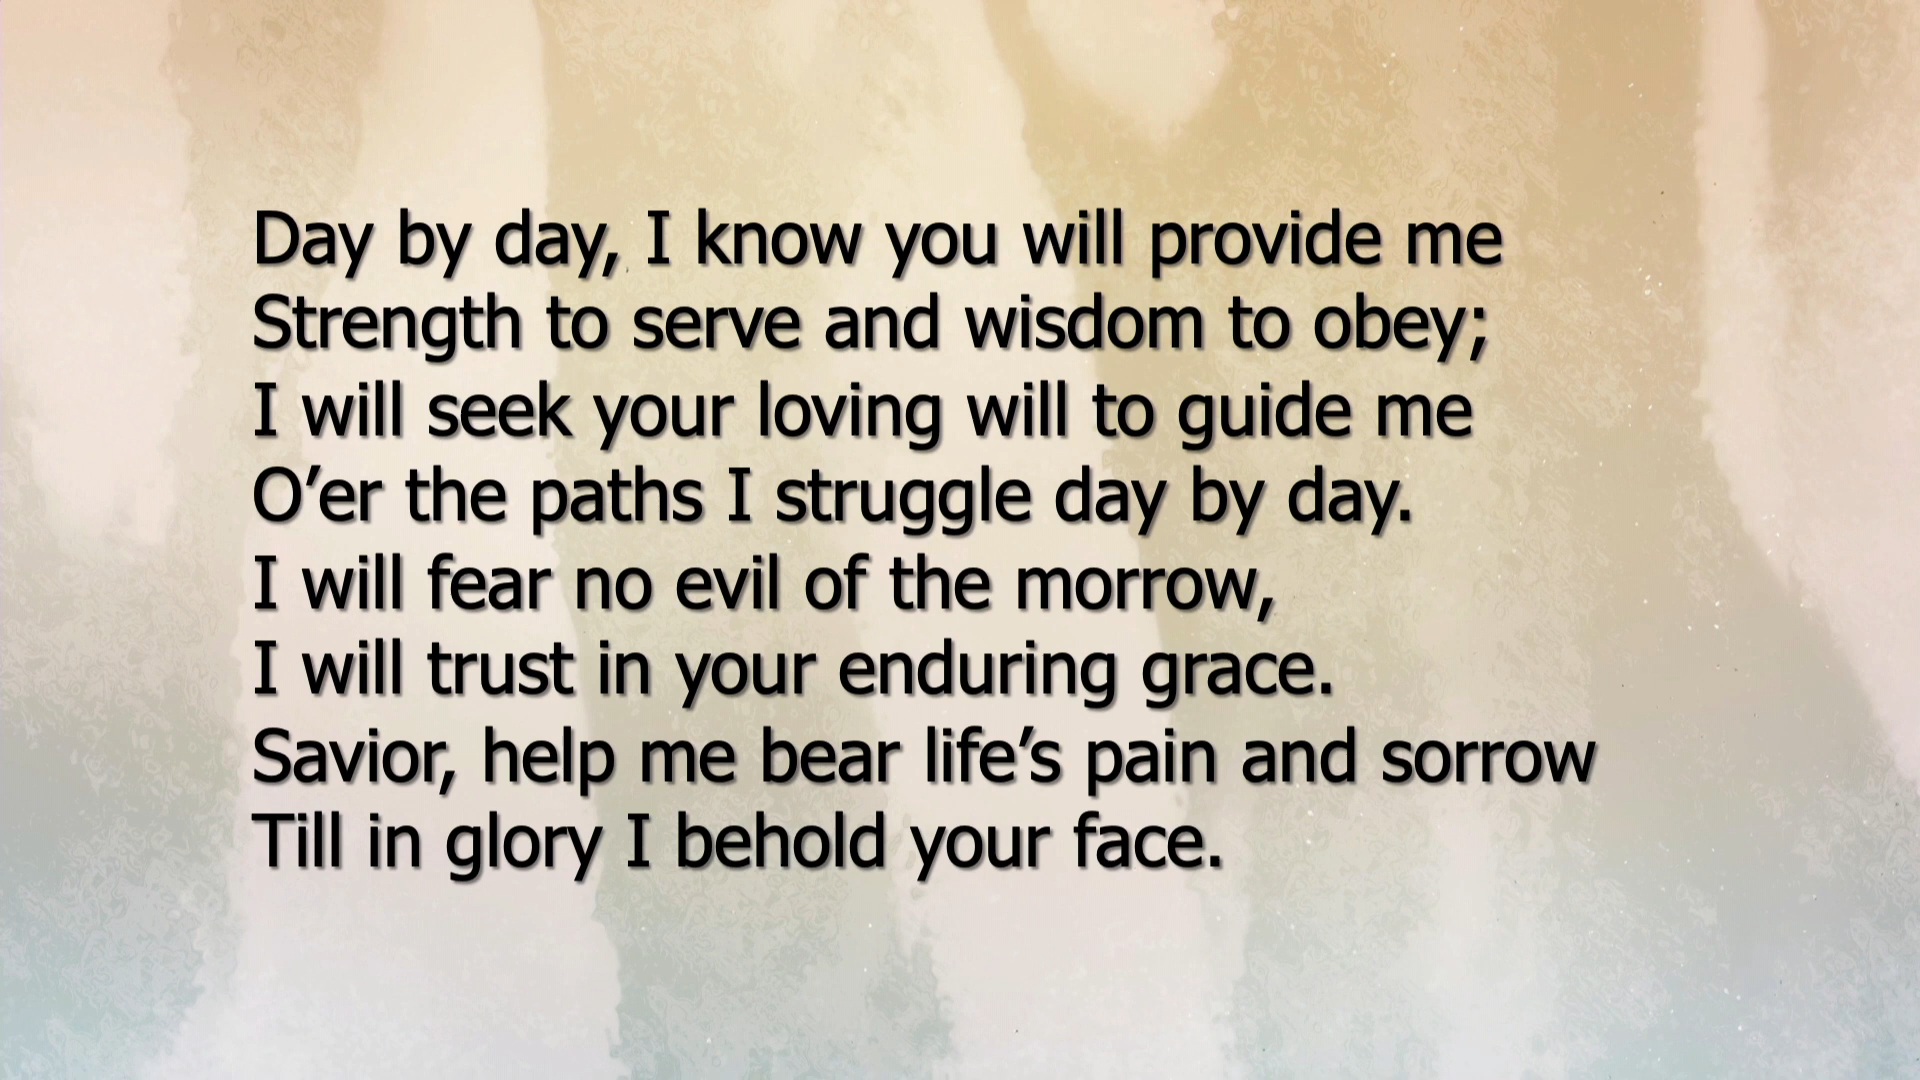 Day by day, I know you will provide me
Strength to serve and wisdom to obey;
I will seek your loving will to guide me
O’er the paths I struggle day by day.
I will fear no evil of the morrow,
I will trust in your enduring grace.
Savior, help me bear life’s pain and sorrow
Till in glory I behold your face.